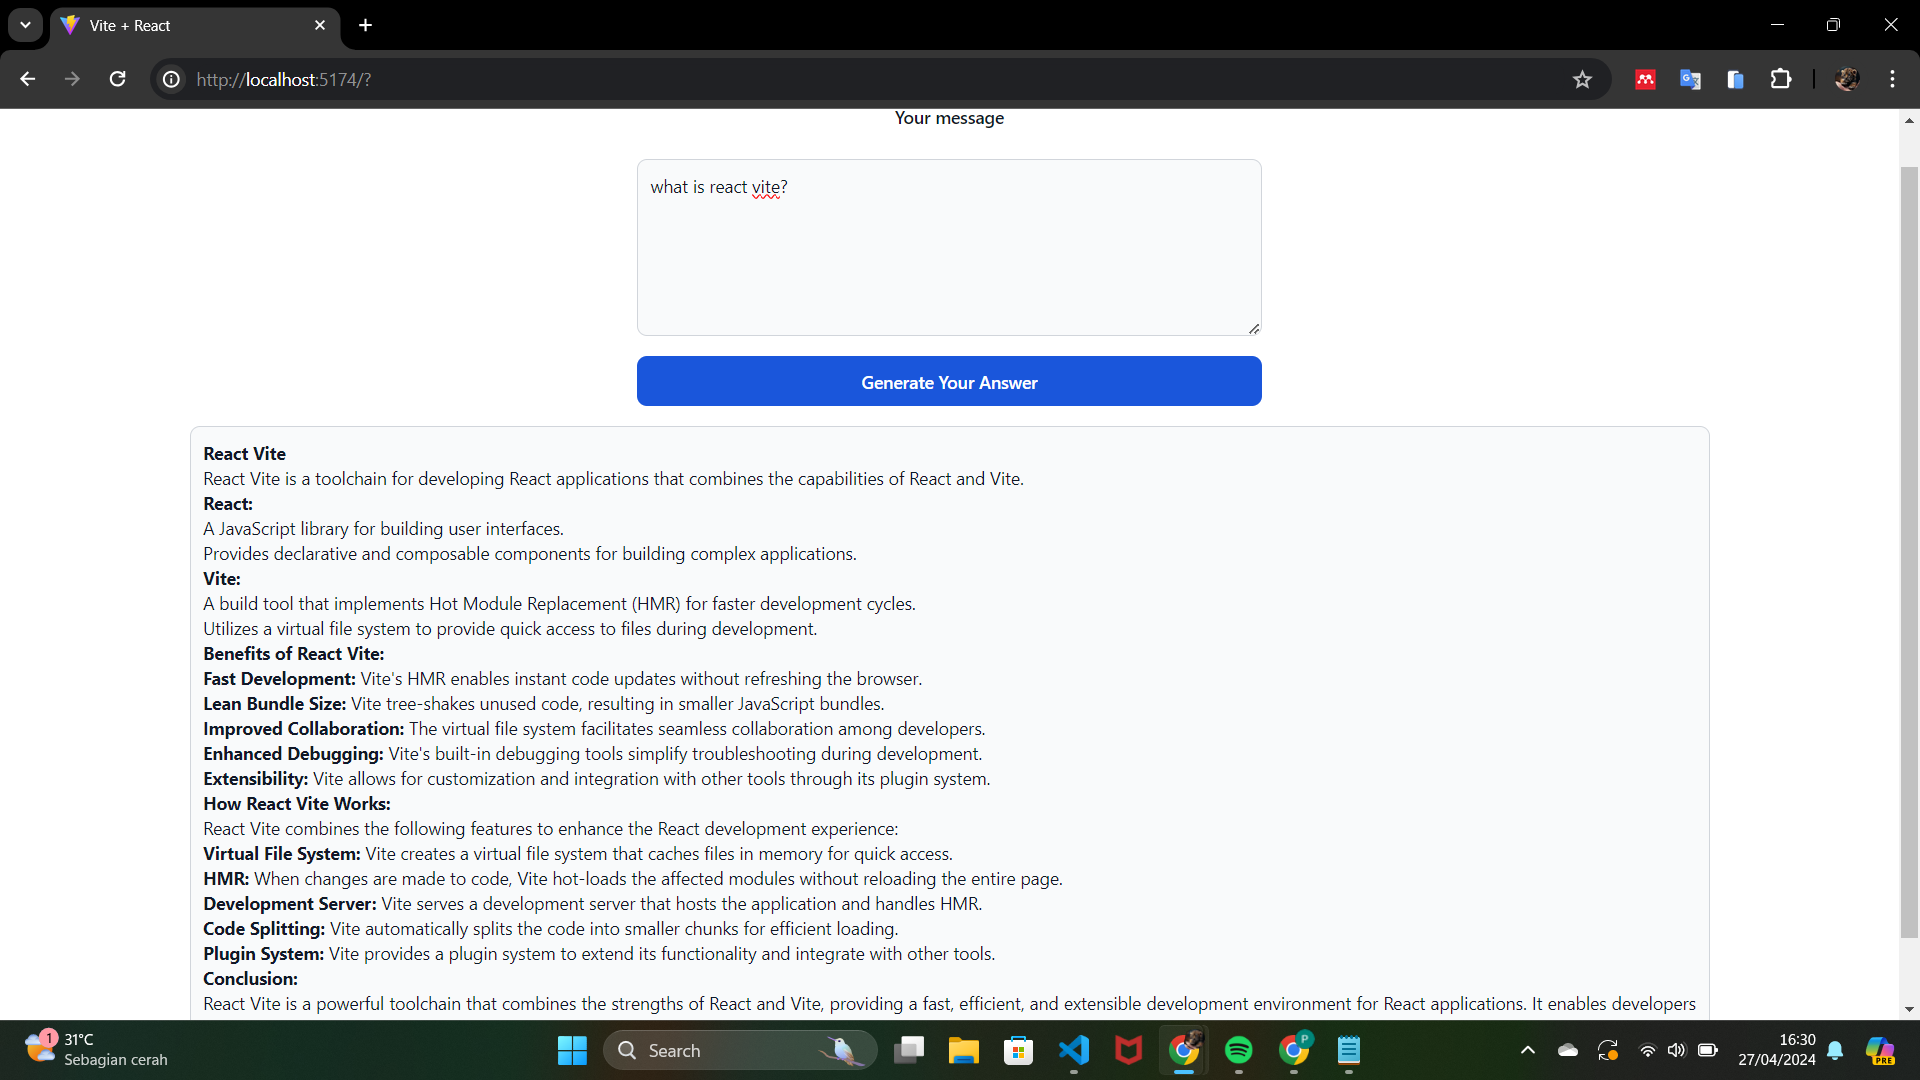 Vite + React
http://localhost:5174/?
Your message
what is react vite?
Generate Your Answer
React Vite
React Vite is a toolchain for developing React applications that combines the capabilities of React and Vite.
React:
A JavaScript library for building user interfaces.
Provides declarative and composable components for building complex applications.
Vite:
A build tool that implements Hot Module Replacement (HMR) for faster development cycles.
Utilizes a virtual file system to provide quick access to files during development.
Benefits of React Vite:
Fast Development: Vite's HMR enables instant code updates without refreshing the browser.
Lean Bundle Size: Vite tree-shakes unused code, resulting in smaller JavaScript bundles.
Improved Collaboration: The virtual file system facilitates seamless collaboration among developers.
Enhanced Debugging: Vite's built-in debugging tools simplify troubleshooting during development.
Extensibility: Vite allows for customization and integration with other tools through its plugin system.
How React Vite Works:
React Vite combines the following features to enhance the React development experience:
Virtual File System: Vite creates a virtual file system that caches files in memory for quick access.
HMR: When changes are made to code, Vite hot-loads the affected modules without reloading the entire page.
Development Server: Vite serves a development server that hosts the application and handles HMR.
Code Splitting: Vite automatically splits the code into smaller chunks for efficient loading.
Plugin System: Vite provides a plugin system to extend its functionality and integrate with other tools.
Conclusion:
React Vite is a powerful toolchain that combines the strengths of React and Vite, providing a fast, efficient, and extensible development environment for React applications. It enables developers
1
31°C
Sebagian cerah
Search
P
16:30
27/04/2024
PRE